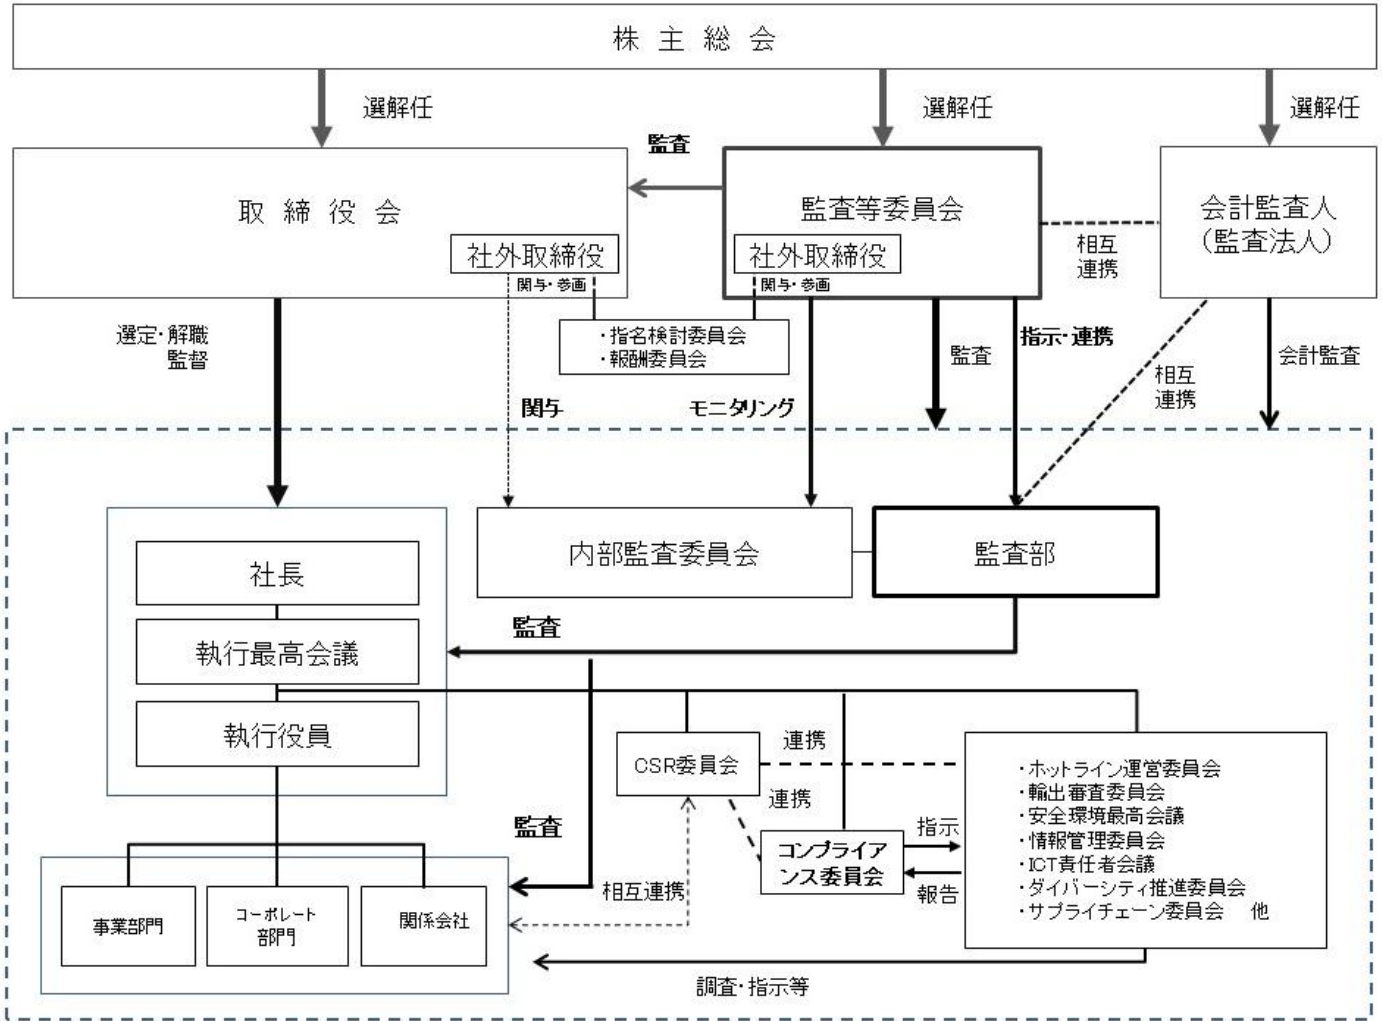 株主総会
選解任
選解任
選解任
監査
取締役会
監査等委員会
会計監査人
(監査法人)
社外取締役
社外取締役
相互
連携
関与・参画
関与・参画
選定・解職
監督
・指名検討委員会
・報酬委員会
監査
指示・連携
会計監査
相互
連携
関与
モニタリング
社長
内部監査委員会
監査部
監査
執行最高会議
執行役員
CSR委員会
連携
連携
・ホットライン運営委員会
・輸出審査委員会
・安全環境最高会議
・情報管理委員会
・ICT責任者会議
・ダイバーシティ推進委員会
・サプライチェーン委員会 他
監査
コンプライア
ンス委員会
指示
報告
相互連携
事業部門
コーポレート
部門
関係会社
調査・指示等